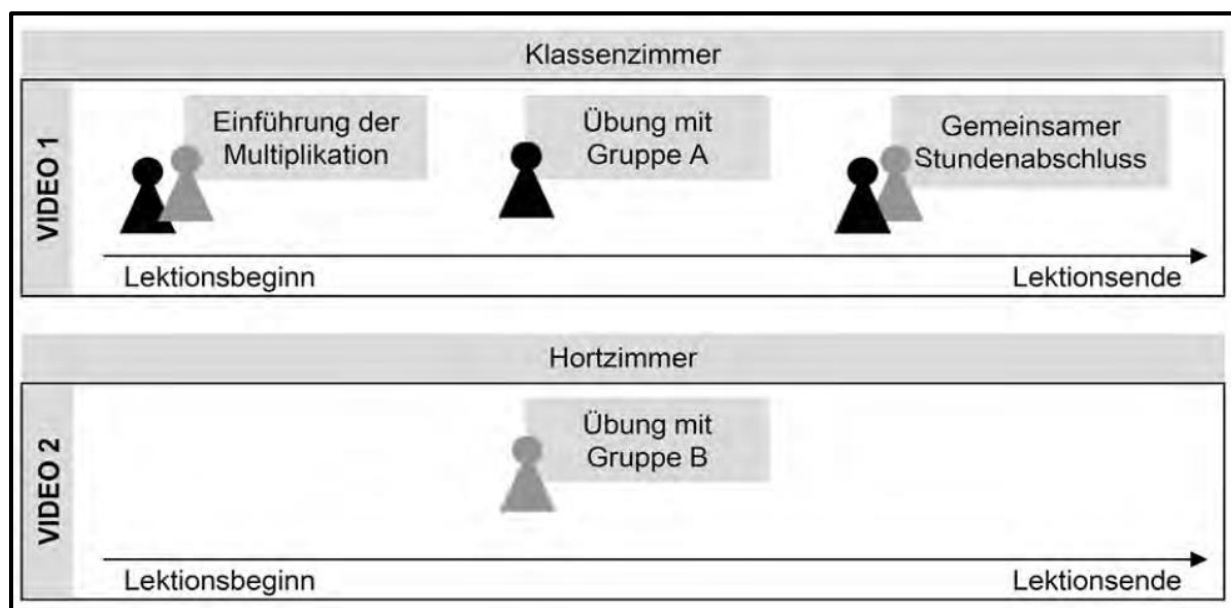 Klassenzimmer
VIDEO 1
Einführung der
Multiplikation
Übung mit
Gruppe A
Gemeinsamer
Stundenabschluss
Lektionsbeginn
Lektionsende
Hortzimmer
VIDEO 2
Übung mit
Gruppe B
Lektionsbeginn
Lektionsende